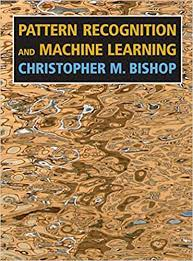 PATTERN RECOGNITION
AND MACHINE LEARNING
CHRISTOPHER M. BISHOP